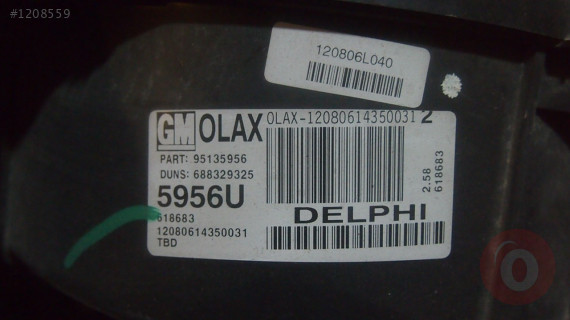 #1208559
120806L040
GM OLAX OLAX-12080614350031 2
PART: 95135956
DUNS: 688329325
5956U
618683
12080614350031
TBD
DELPHI
2.58
618683